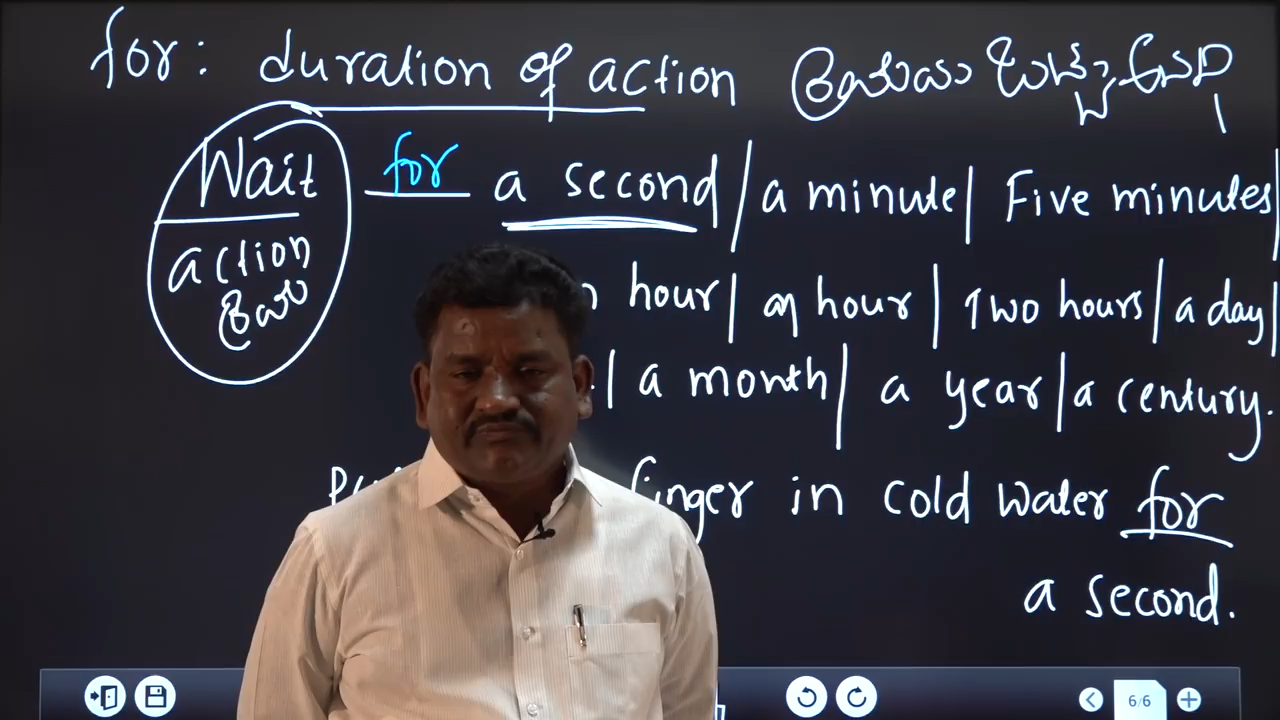 for : duration of action
Wait for a second / a minute / Five minutes
action hour / an hour / Two hours / a day /
/ a month / a year / a century.
finger in cold water for
a second.
6/6